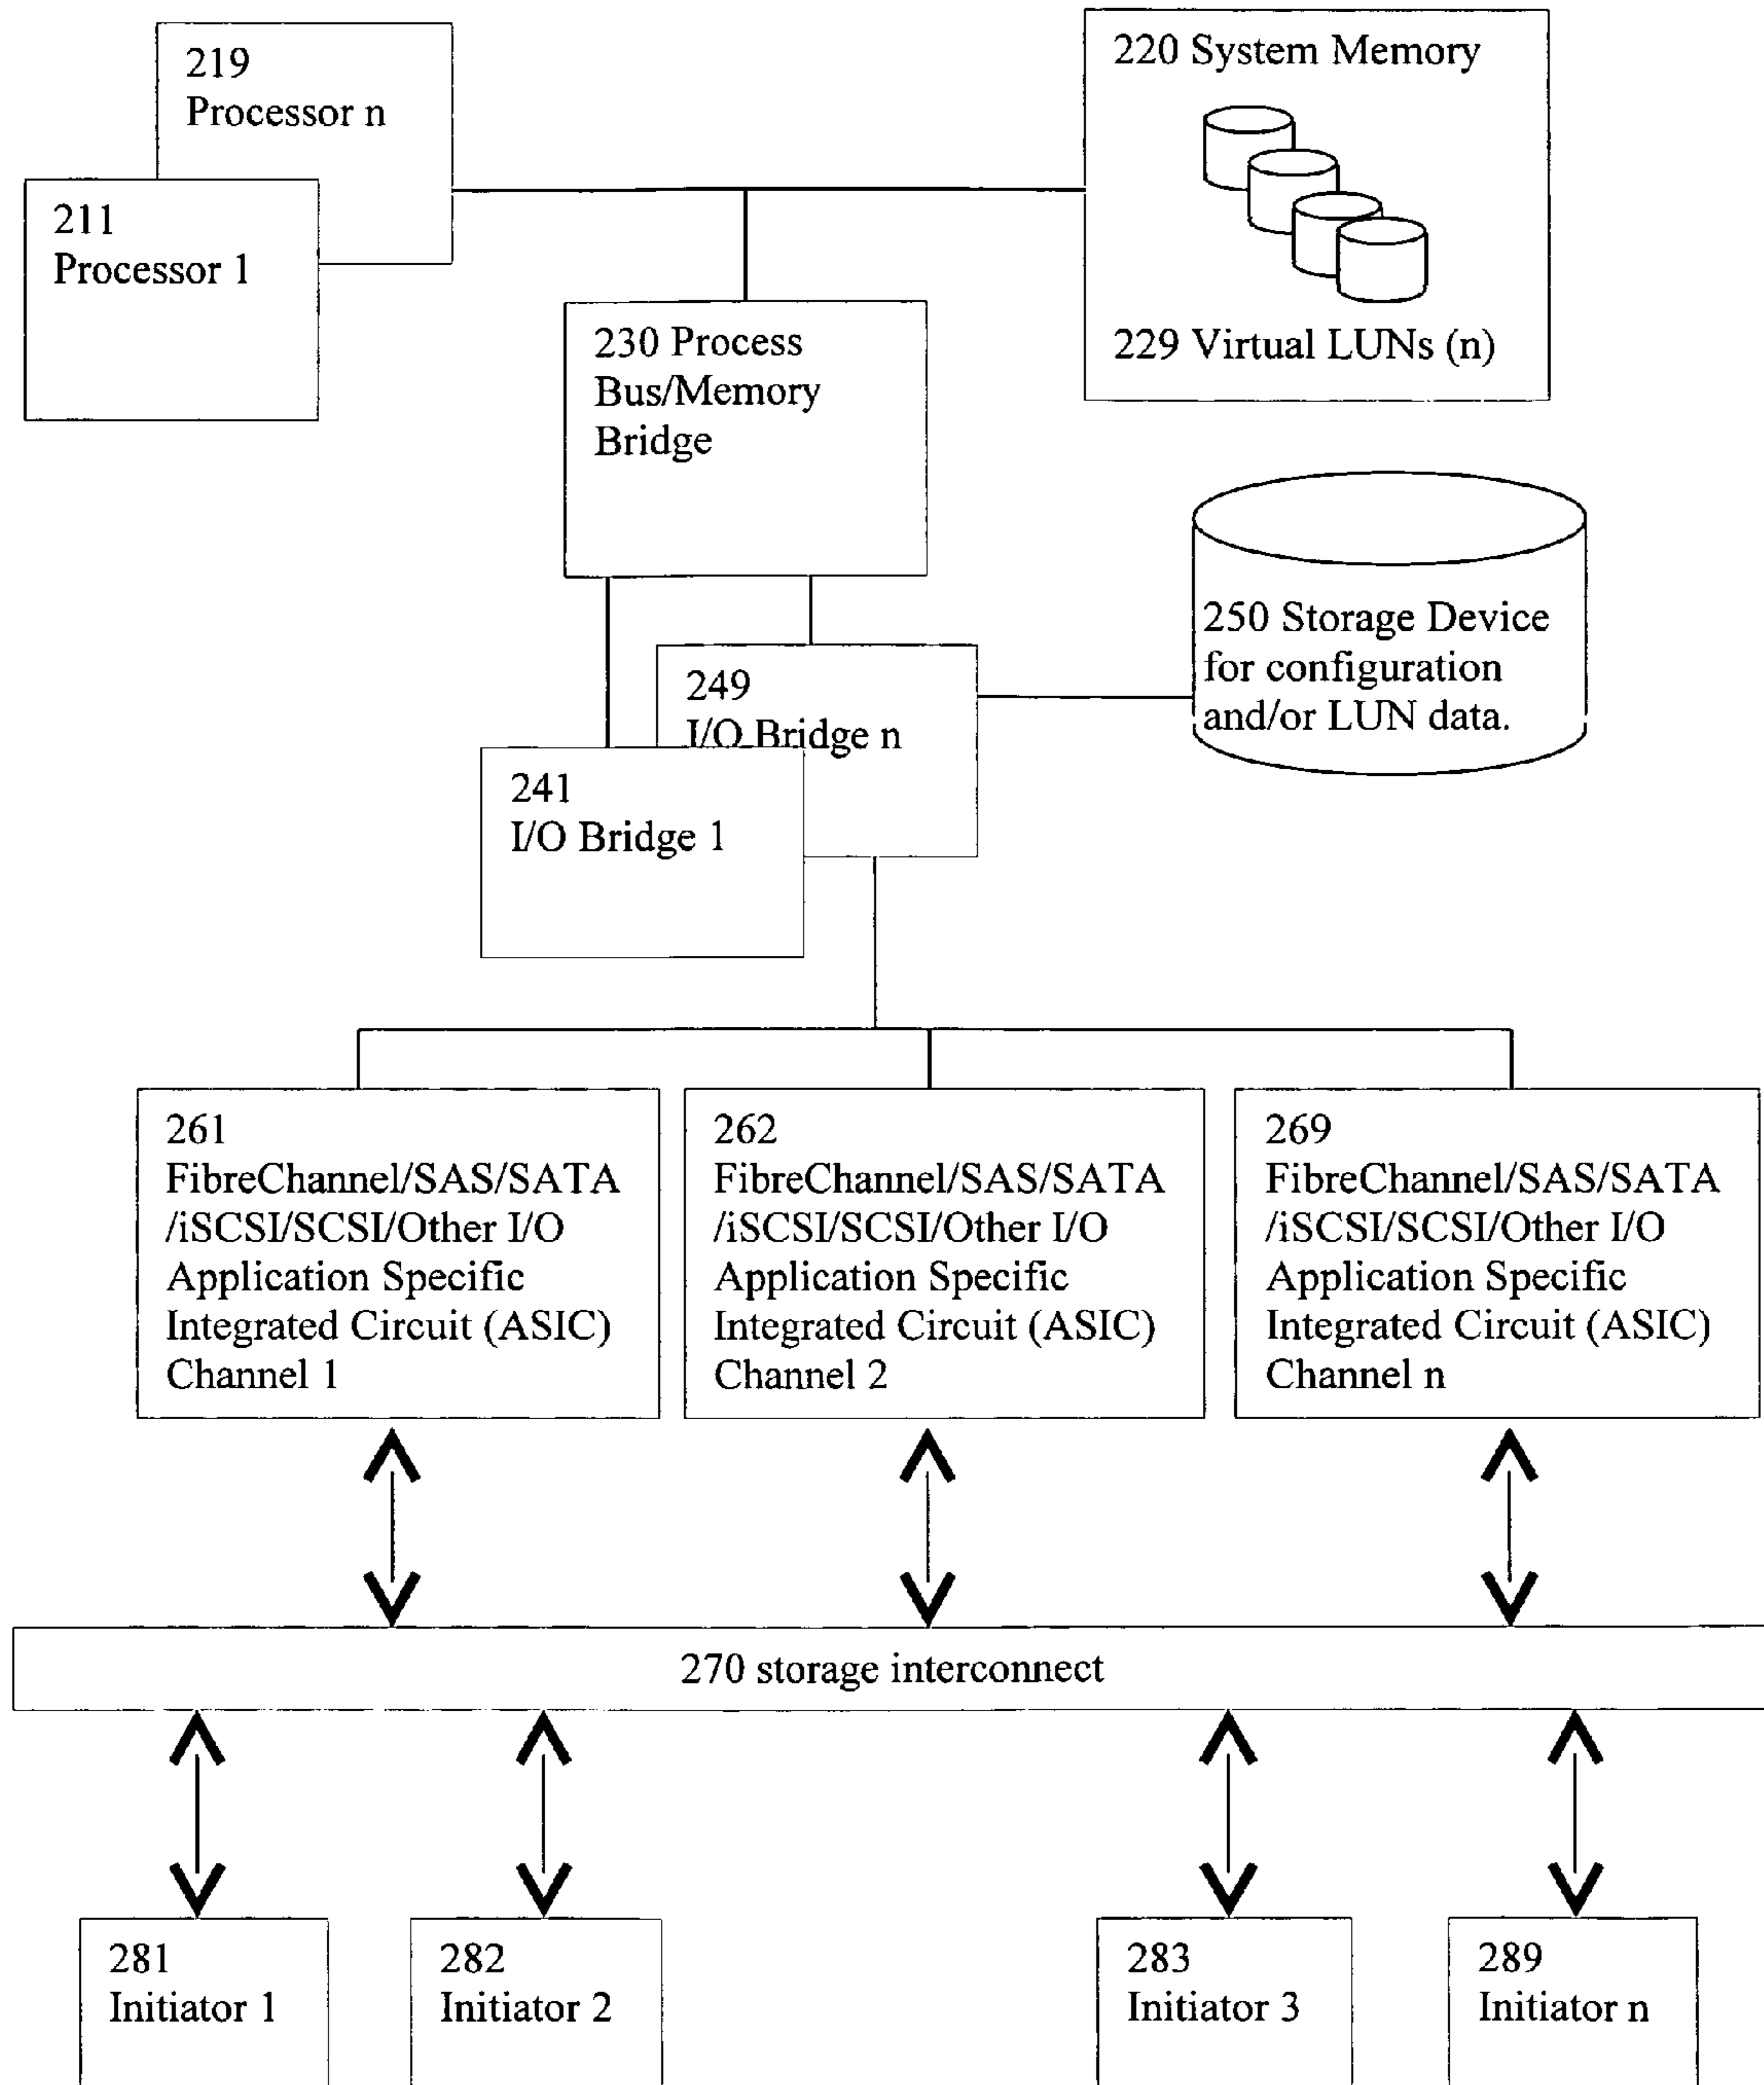 219
Processor n
211
Processor 1
220 System Memory
229 Virtual LUNs (n)
230 Process
Bus/Memory
Bridge
250 Storage Device
for configuration
and/or LUN data.
249
I/O Bridge n
241
I/O Bridge 1
261
FibreChannel/SAS/SATA
/iSCSI/SCSI/Other I/O
Application Specific
Integrated Circuit (ASIC)
Channel 1
262
FibreChannel/SAS/SATA
/iSCSI/SCSI/Other I/O
Application Specific
Integrated Circuit (ASIC)
Channel 2
269
FibreChannel/SAS/SATA
/iSCSI/SCSI/Other I/O
Application Specific
Integrated Circuit (ASIC)
Channel n
270 storage interconnect
281
Initiator 1
282
Initiator 2
283
Initiator 3
289
Initiator n